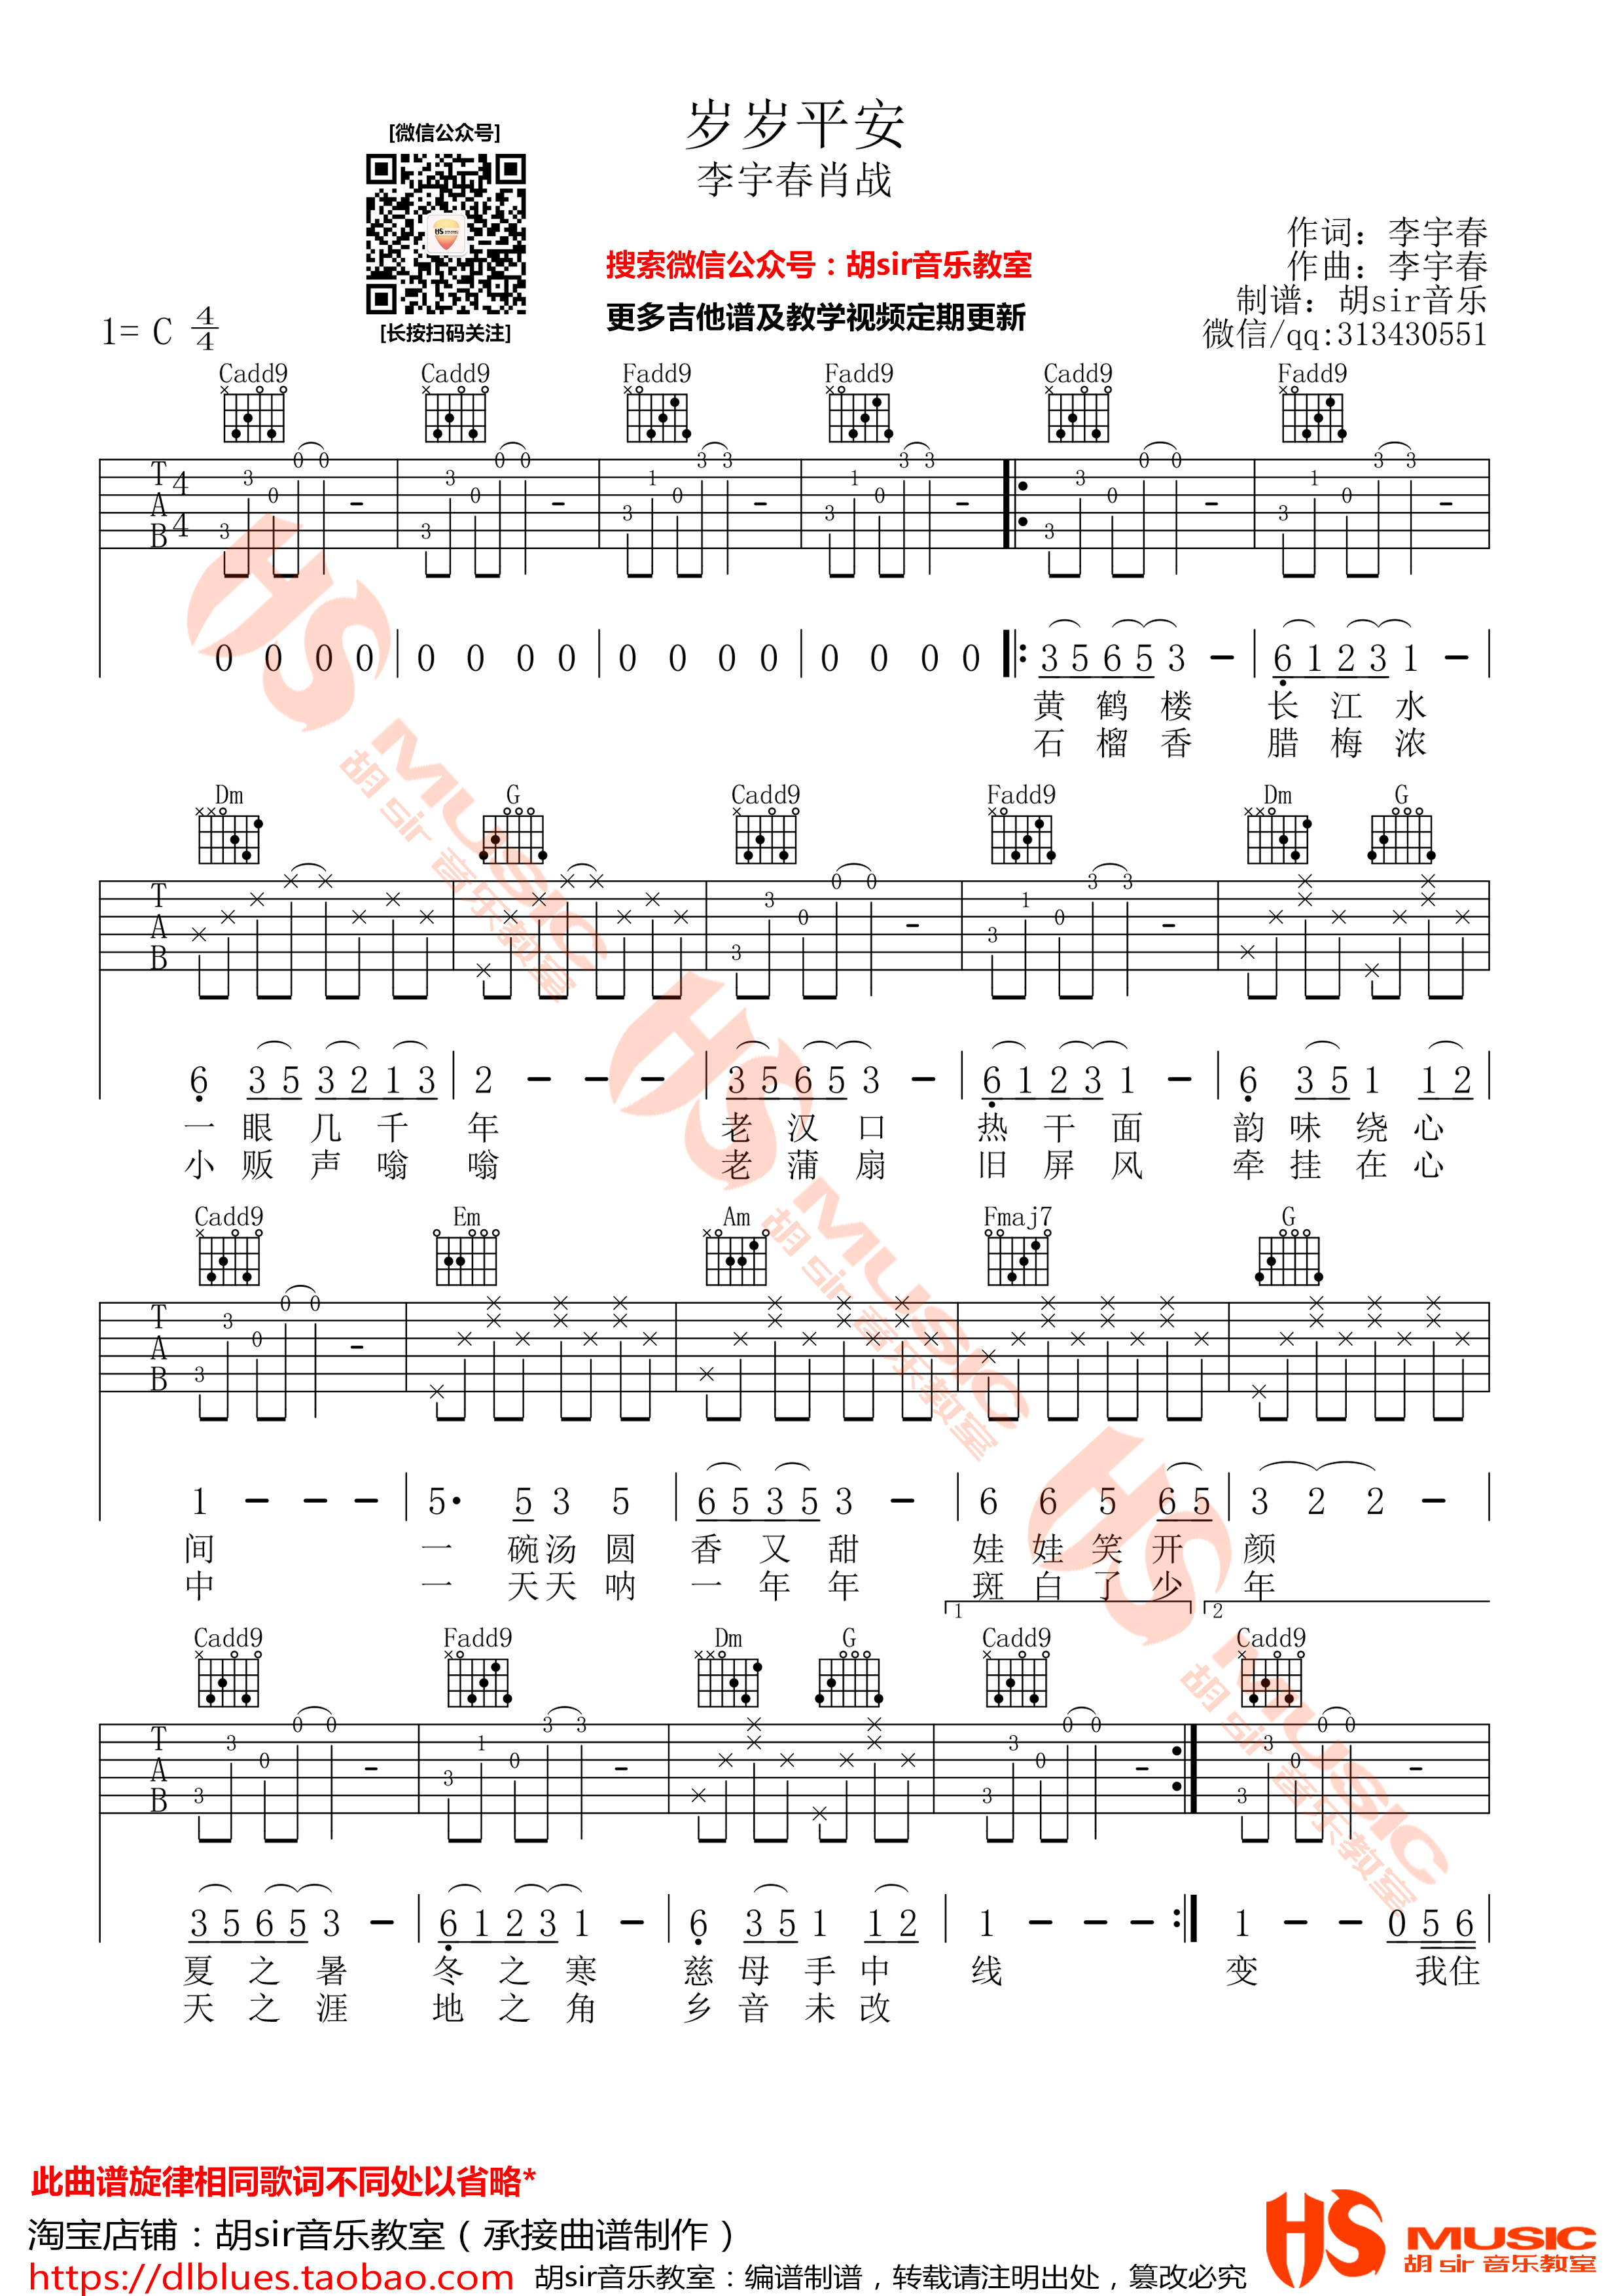 岁岁平安
李宇春肖战
[微信公众号]
[长按扫码关注]
搜索微信公众号：胡sir音乐教室
更多吉他谱及教学视频定期更新
作词：李宇春
作曲：李宇春
制谱：胡sir音乐
微信/qq:313430551
1= C 4/4
Cadd9 Cadd9 Fadd9 Fadd9 Cadd9 Fadd9
T A B 4 4
0 0 0 0 | 0 0 0 0 | 0 0 0 0 | 0 0 0 0 |: 3 5 6 5 3 – | 6 1 2 3 1 – |
黄 鹤 楼 长 江 水
石 榴 香 腊 梅 浓
Dm G Cadd9 Fadd9 Dm G
T A B
6 3 5 3 2 1 3 | 2 – – – | 3 5 6 5 3 – | 6 1 2 3 1 – | 6 3 5 1 1 2
一 眼 几 千 年 老 汉 口 热 干 面 韵 味 绕 心
小 贩 声 嗡 嗡 老 蒲 扇 旧 屏 风 牵 挂 在 心
Cadd9 Em Am Fmaj7 G
T A B
1 – – – | 5· 5 3 5 | 6 5 3 5 3 – | 6 6 5 6 5 | 3 2 2 – |
间 一 碗 汤 圆 香 又 甜 娃 娃 笑 开 颜
中 一 天 天 呐 一 年 年 斑 白 了 少 年
1 2
Cadd9 Fadd9 Dm G Cadd9 Cadd9
T A B
3 5 6 5 3 – | 6 1 2 3 1 – | 6 3 5 1 1 2 | 1 – – – :| 1 – – 0 5 6 |
夏 之 暑 冬 之 寒 慈 母 手 中 线 变 我 住
天 之 涯 地 之 角 乡 音 未 改
此曲谱旋律相同歌词不同处以省略*
淘宝店铺：胡sir音乐教室（承接曲谱制作）
https://dlblues.taobao.com 胡sir音乐教室：编谱制谱，转载请注明出处，篡改必究
HS MUSIC
胡 sir 音乐教室